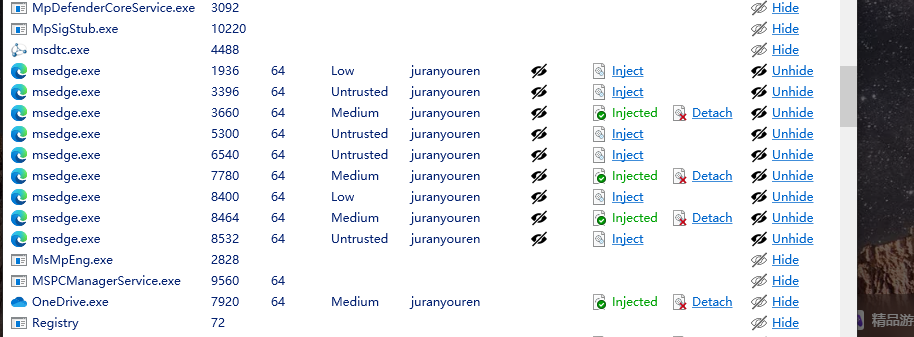 MpDefenderCoreService.exe 3092 Hide
MpSigStub.exe 10220 Hide
msdtc.exe 4488 Hide
msedge.exe 1936 64 Low juranyouren Inject Unhide
msedge.exe 3396 64 Untrusted juranyouren Inject Unhide
msedge.exe 3660 64 Medium juranyouren Injected Detach Unhide
msedge.exe 5300 64 Untrusted juranyouren Inject Unhide
msedge.exe 6540 64 Untrusted juranyouren Inject Unhide
msedge.exe 7780 64 Medium juranyouren Injected Detach Unhide
msedge.exe 8400 64 Low juranyouren Inject Unhide
msedge.exe 8464 64 Medium juranyouren Injected Detach Unhide
msedge.exe 8532 64 Untrusted juranyouren Inject Unhide
MsMpEng.exe 2828 Hide
MSPCManagerService.exe 9560 64 Hide
OneDrive.exe 7920 64 Medium juranyouren Injected Detach Hide
Registry 72 Hide
精品游